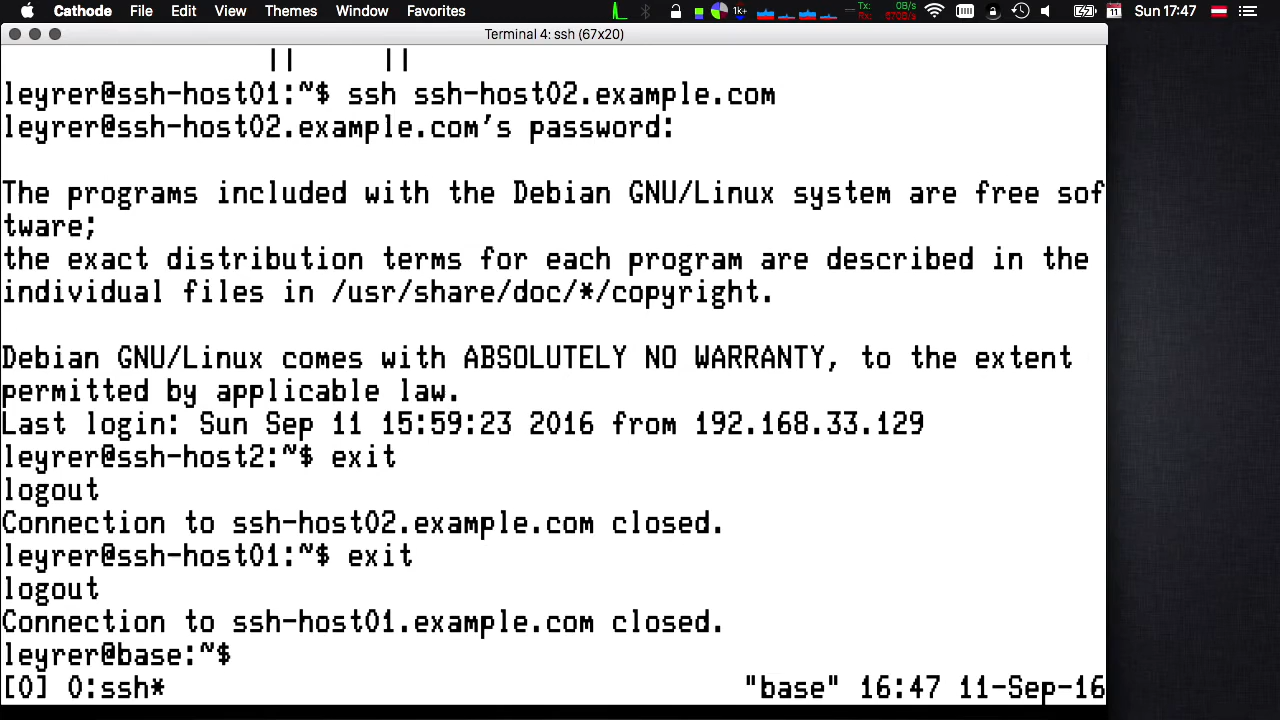 Cathode File Edit View Themes Window Favorites 1K+ Tx: 0B/s Rx: 670B/s 11 Sun 17:47
Terminal 4: ssh (67x20)
|| ||
leyrer@ssh-host01:~$ ssh ssh-host02.example.com
leyrer@ssh-host02.example.com's password:
The programs included with the Debian GNU/Linux system are free sof
tware;
the exact distribution terms for each program are described in the
individual files in /usr/share/doc/*/copyright.
Debian GNU/Linux comes with ABSOLUTELY NO WARRANTY, to the extent
permitted by applicable law.
Last login: Sun Sep 11 15:59:23 2016 from 192.168.33.129
leyrer@ssh-host2:~$ exit
logout
Connection to ssh-host02.example.com closed.
leyrer@ssh-host01:~$ exit
logout
Connection to ssh-host01.example.com closed.
leyrer@base:~$
[0] 0:ssh* "base" 16:47 11-Sep-16